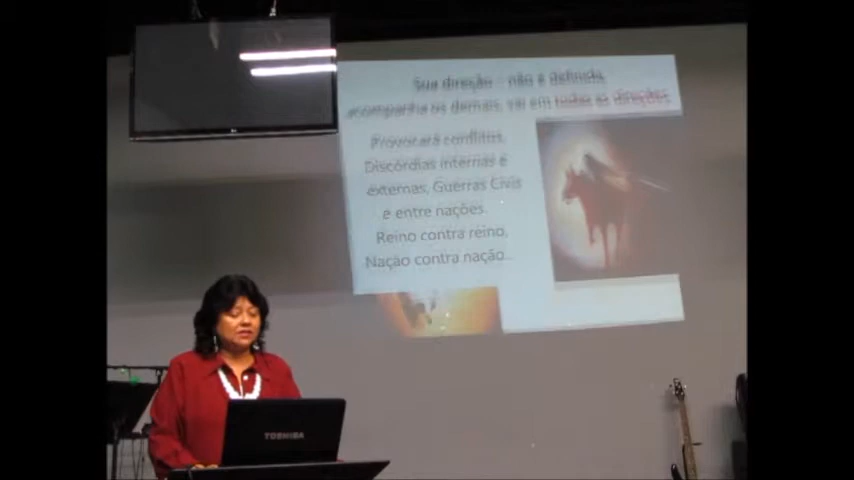 Sua direção – não é definida,
acompanha os demais, vai em todas as direções.
Provocará conflitos,
Discórdias internas e
externas, Guerras Civis
e entre nações.
Reino contra reino,
Nação contra nação...
TOSHIBA